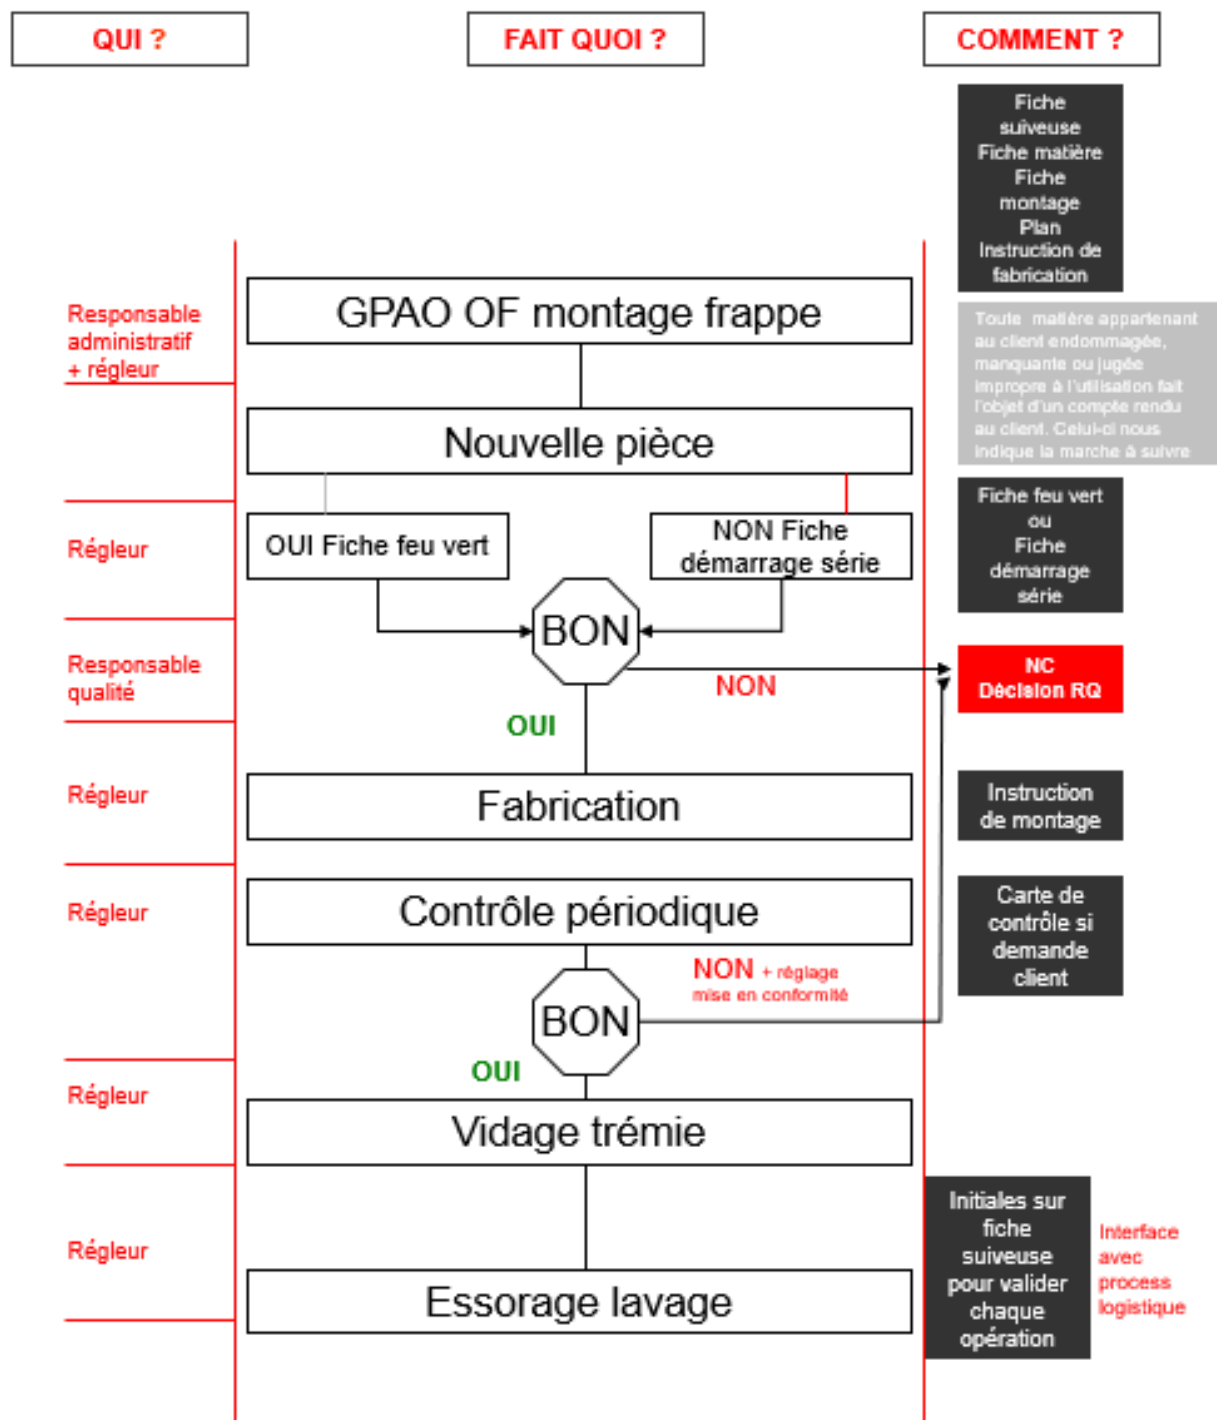 QUI ?
FAIT QUOI ?
COMMENT ?
Fiche
suiveuse
Fiche matière
Fiche
montage
Plan
Instruction de
fabrication
Responsable
administratif
+ régleur
GPAO OF montage frappe
Toute matière appartenant
au client endommagée,
manquante ou jugée
impropre à l'utilisation fait
l'objet d'un compte rendu
au client. Celui-ci nous
indique la marche à suivre
Nouvelle pièce
Régleur
OUI Fiche feu vert
NON Fiche
démarrage série
Fiche feu vert
ou
Fiche
démarrage
série
BON
Responsable
qualité
NON
NC
Décision RQ
OUI
Régleur
Fabrication
Instruction
de montage
Régleur
Contrôle périodique
Carte de
contrôle si
demande
client
NON + réglage
mise en conformité
BON
OUI
Régleur
Vidage trémie
Régleur
Essorage lavage
Initiales sur
fiche
suiveuse
pour valider
chaque
opération
Interface
avec
process
logistique